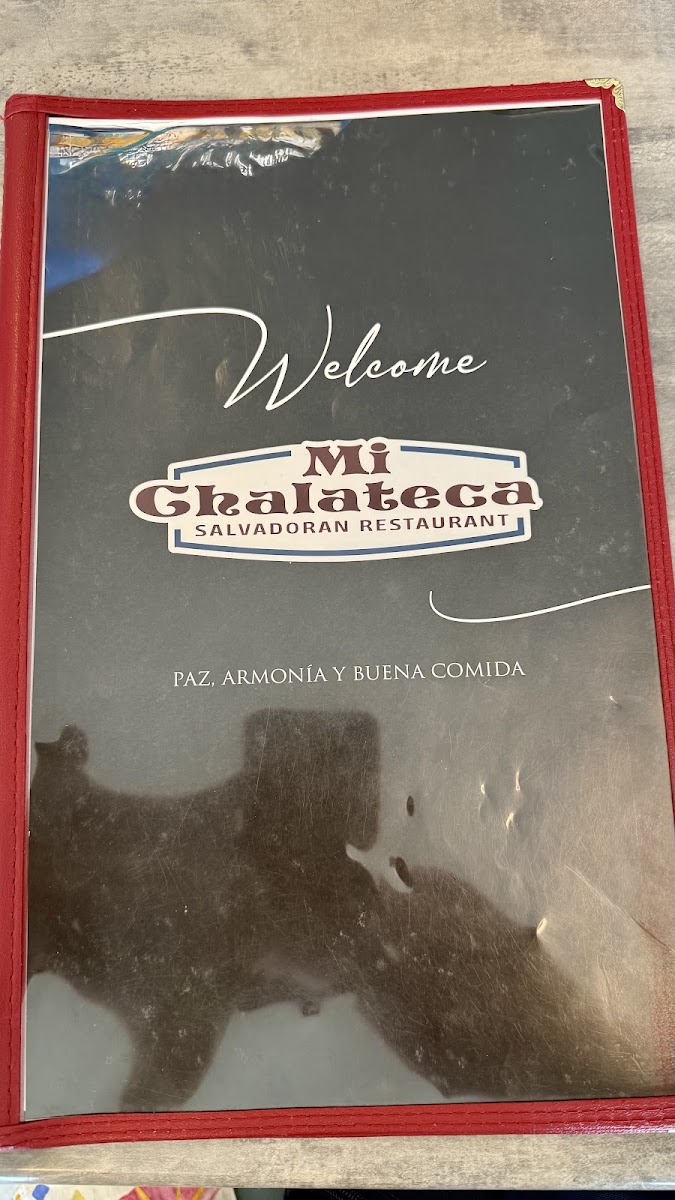 Welcome
Mi
Chalateca
SALVADORAN RESTAURANT
PAZ, ARMONÍA Y BUENA COMIDA